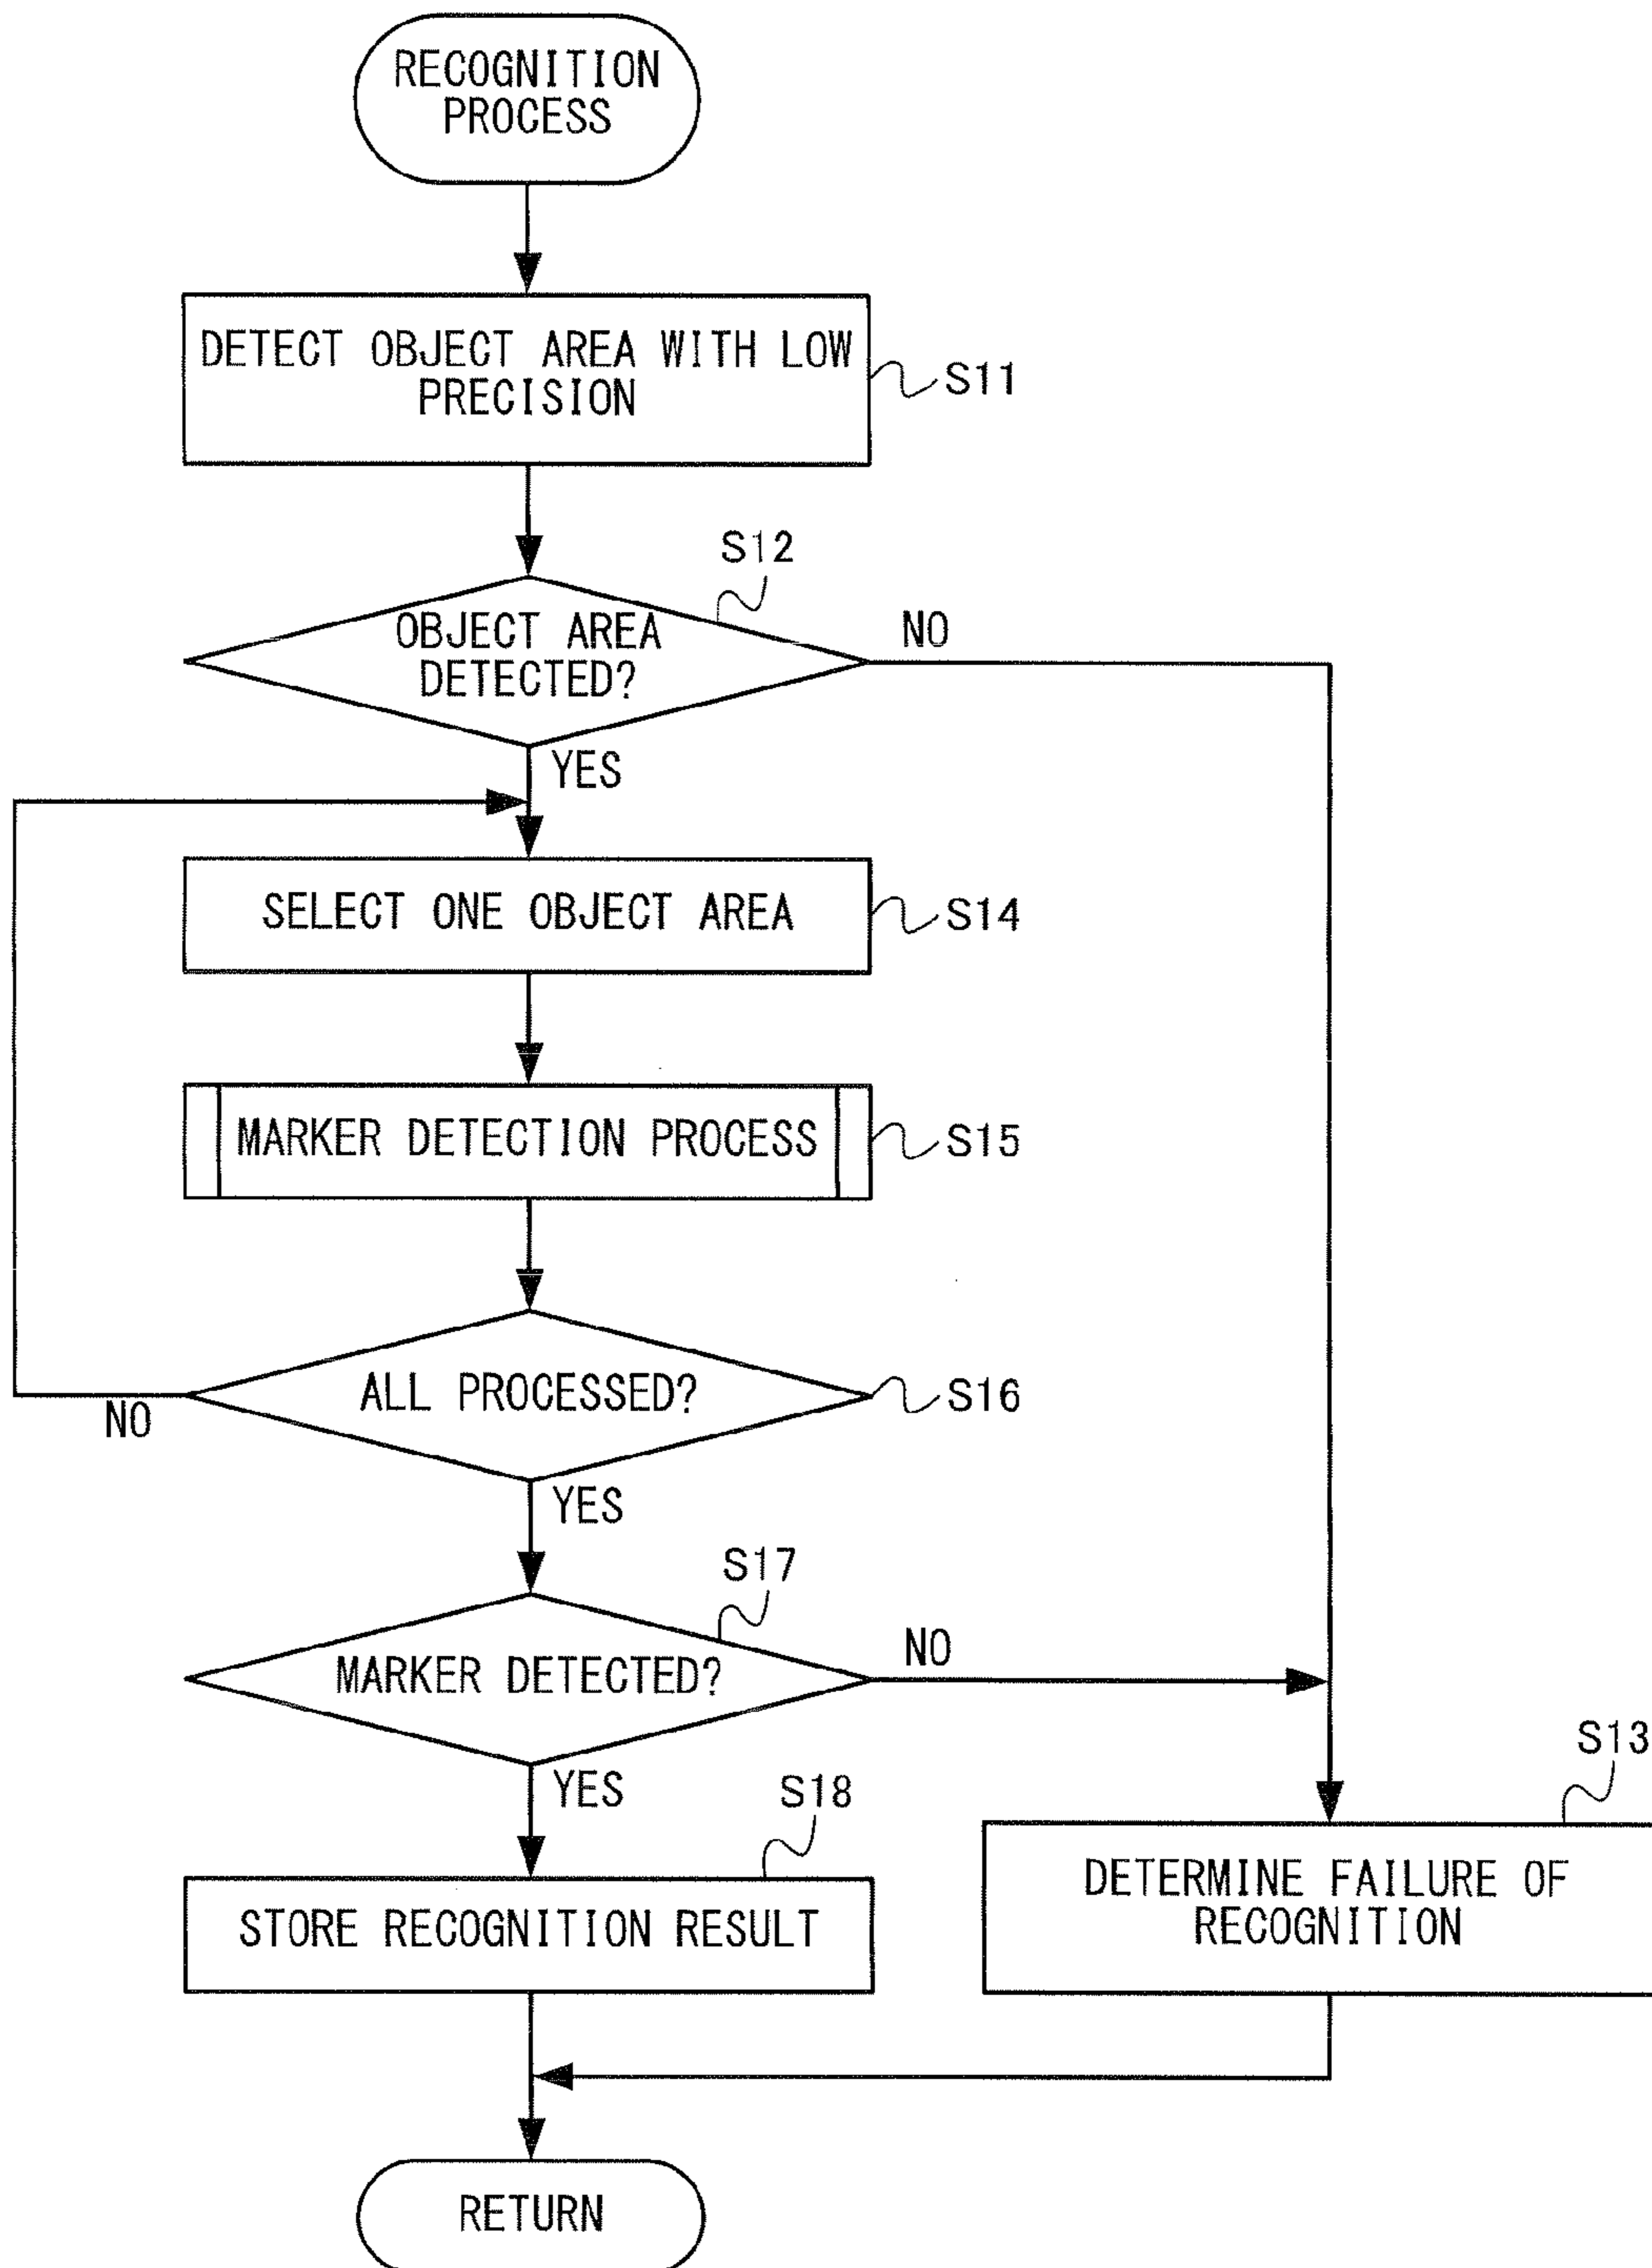 RECOGNITION
PROCESS
DETECT OBJECT AREA WITH LOW
PRECISION
S11
S12
OBJECT AREA
DETECTED?
NO
YES
SELECT ONE OBJECT AREA
S14
MARKER DETECTION PROCESS
S15
ALL PROCESSED?
S16
NO
YES
S17
MARKER DETECTED?
NO
YES
S18
STORE RECOGNITION RESULT
S13
DETERMINE FAILURE OF
RECOGNITION
RETURN